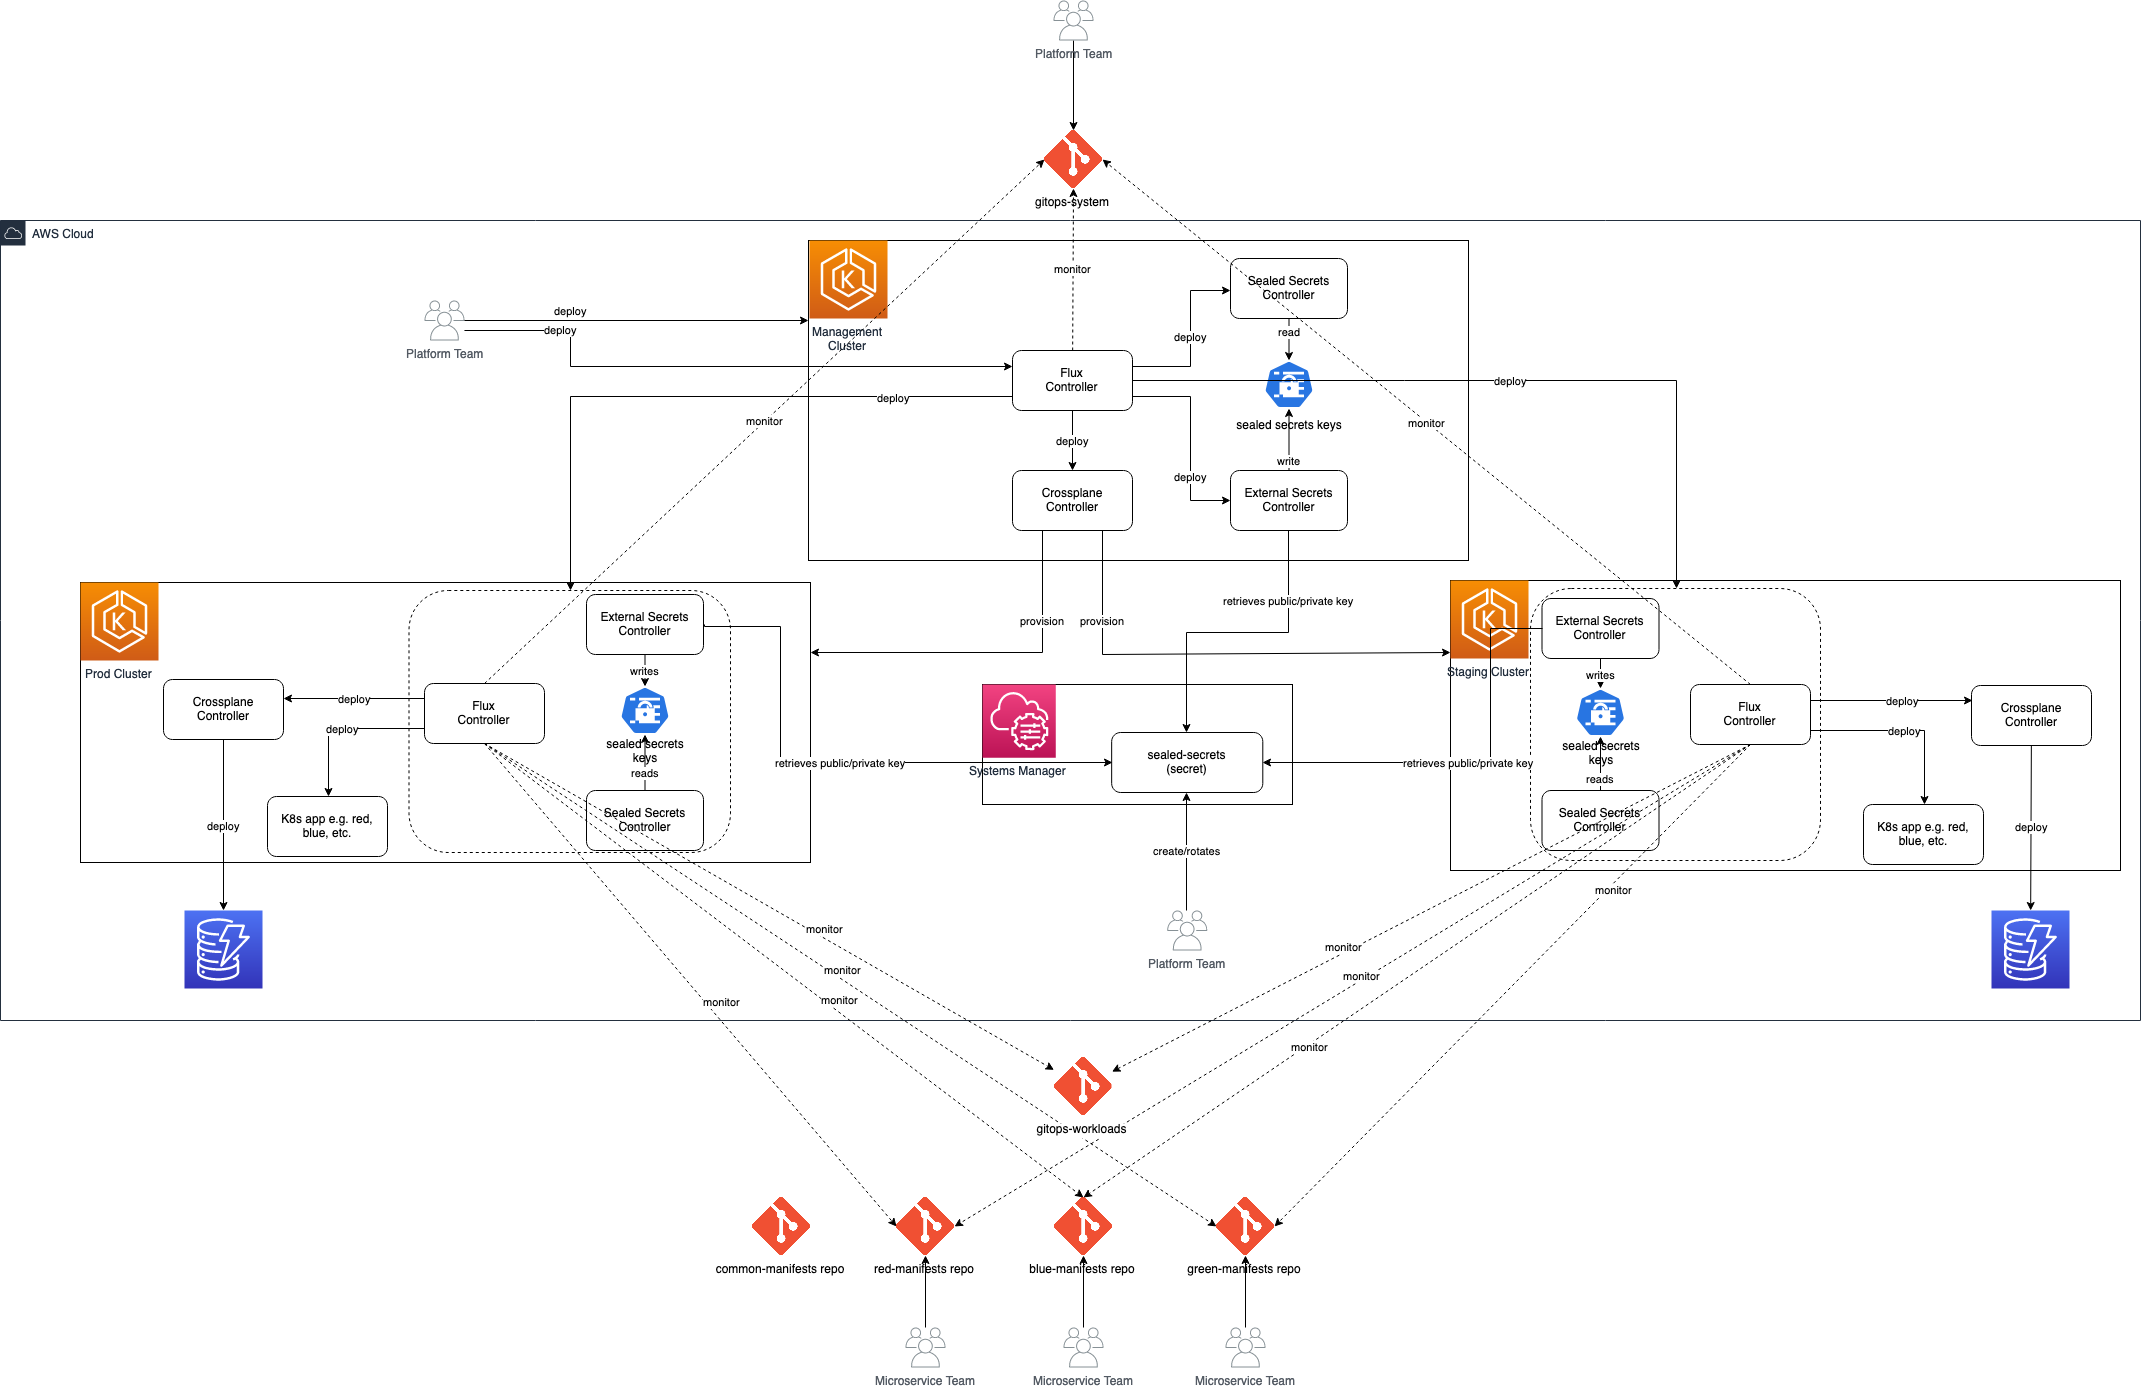 Platform Team
gitops-system
AWS Cloud
monitor
Sealed Secrets
Controller
deploy
Platform Team
deploy
Management
Cluster
read
deploy
Flux
Controller
deploy
deploy
monitor
sealed secrets keys
monitor
deploy
write
deploy
Crossplane
Controller
External Secrets
Controller
retrieves public/private key
provision
provision
Prod Cluster
External Secrets
Controller
writes
Crossplane
Controller
deploy
Flux
Controller
deploy
sealed secrets
keys
reads
K8s app e.g. red,
blue, etc.
Sealed Secrets
Controller
deploy
retrieves public/private key
Systems Manager
sealed-secrets
(secret)
create/rotates
Platform Team
retrieves public/private key
Staging Cluster
External Secrets
Controller
writes
sealed secrets
keys
reads
Sealed Secrets
Controller
Flux
Controller
deploy
deploy
Crossplane
Controller
K8s app e.g. red,
blue, etc.
deploy
monitor
monitor
monitor
monitor
monitor
monitor
monitor
monitor
gitops-workloads
common-manifests repo
red-manifests repo
blue-manifests repo
green-manifests repo
Microservice Team
Microservice Team
Microservice Team